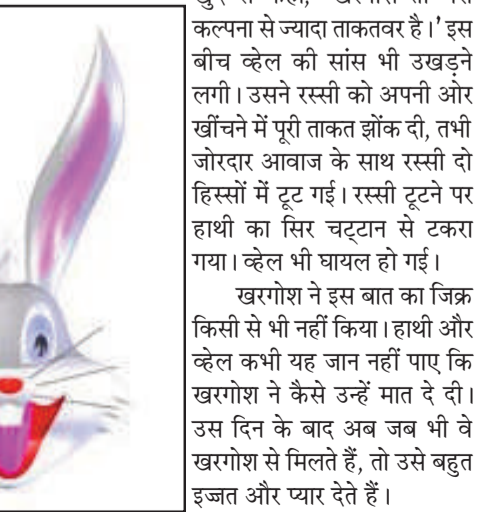 कल्पना से ज्यादा ताकतवर है।' इस
बीच व्हेल की सांस भी उखड़ने
लगी। उसने रस्सी को अपनी ओर
खींचने में पूरी ताकत झोंक दी, तभी
जोरदार आवाज के साथ रस्सी दो
हिस्सों में टूट गई। रस्सी टूटने पर
हाथी का सिर चट्टान से टकरा
गया। व्हेल भी घायल हो गई।
खरगोश ने इस बात का जिक्र
किसी से भी नहीं किया। हाथी और
व्हेल कभी यह जान नहीं पाए कि
खरगोश ने कैसे उन्हें मात दे दी।
उस दिन के बाद अब जब भी वे
खरगोश से मिलते हैं, तो उसे बहुत
इज्जत और प्यार देते हैं।